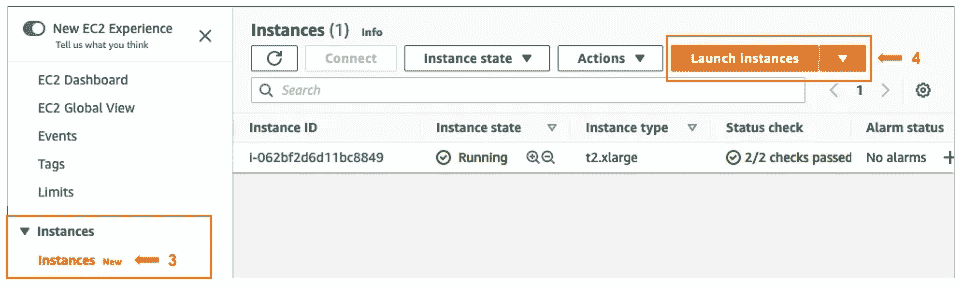 New EC2 Experience
Tell us what you think
EC2 Dashboard
EC2 Global View
Events
Tags
Limits
Instances
Instances New 3
Instances (1) Info
Connect Instance state Actions Launch Instances 4
Search 1
Instance ID Instance state Instance type Status check Alarm status
i-062bf2d6d11bc8849 Running t2.xlarge 2/2 checks passed No alarms